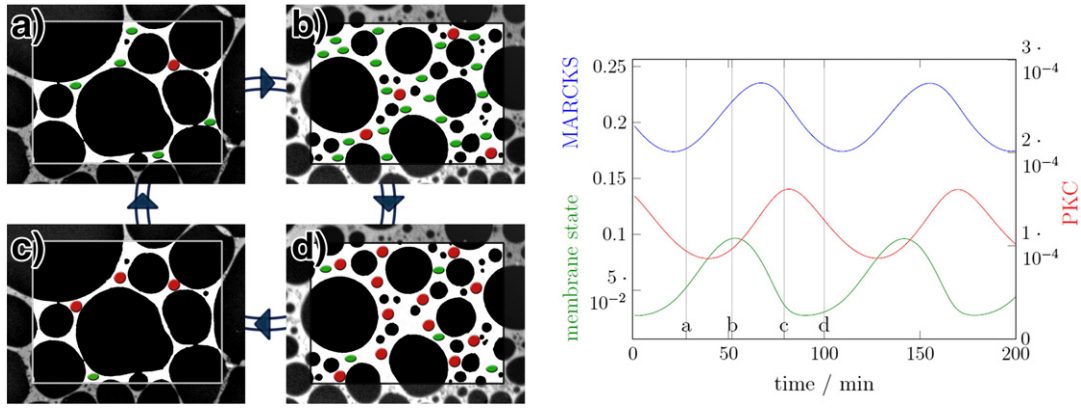 a)
b)
c)
d)
MARCKS
membrane state
0.25
0.2
0.15
0.1
5 ·
10⁻²
3 ·
10⁻⁴
2 ·
10⁻⁴
1 ·
10⁻⁴
0
PKC
a b c d
0 50 100 150 200
time / min